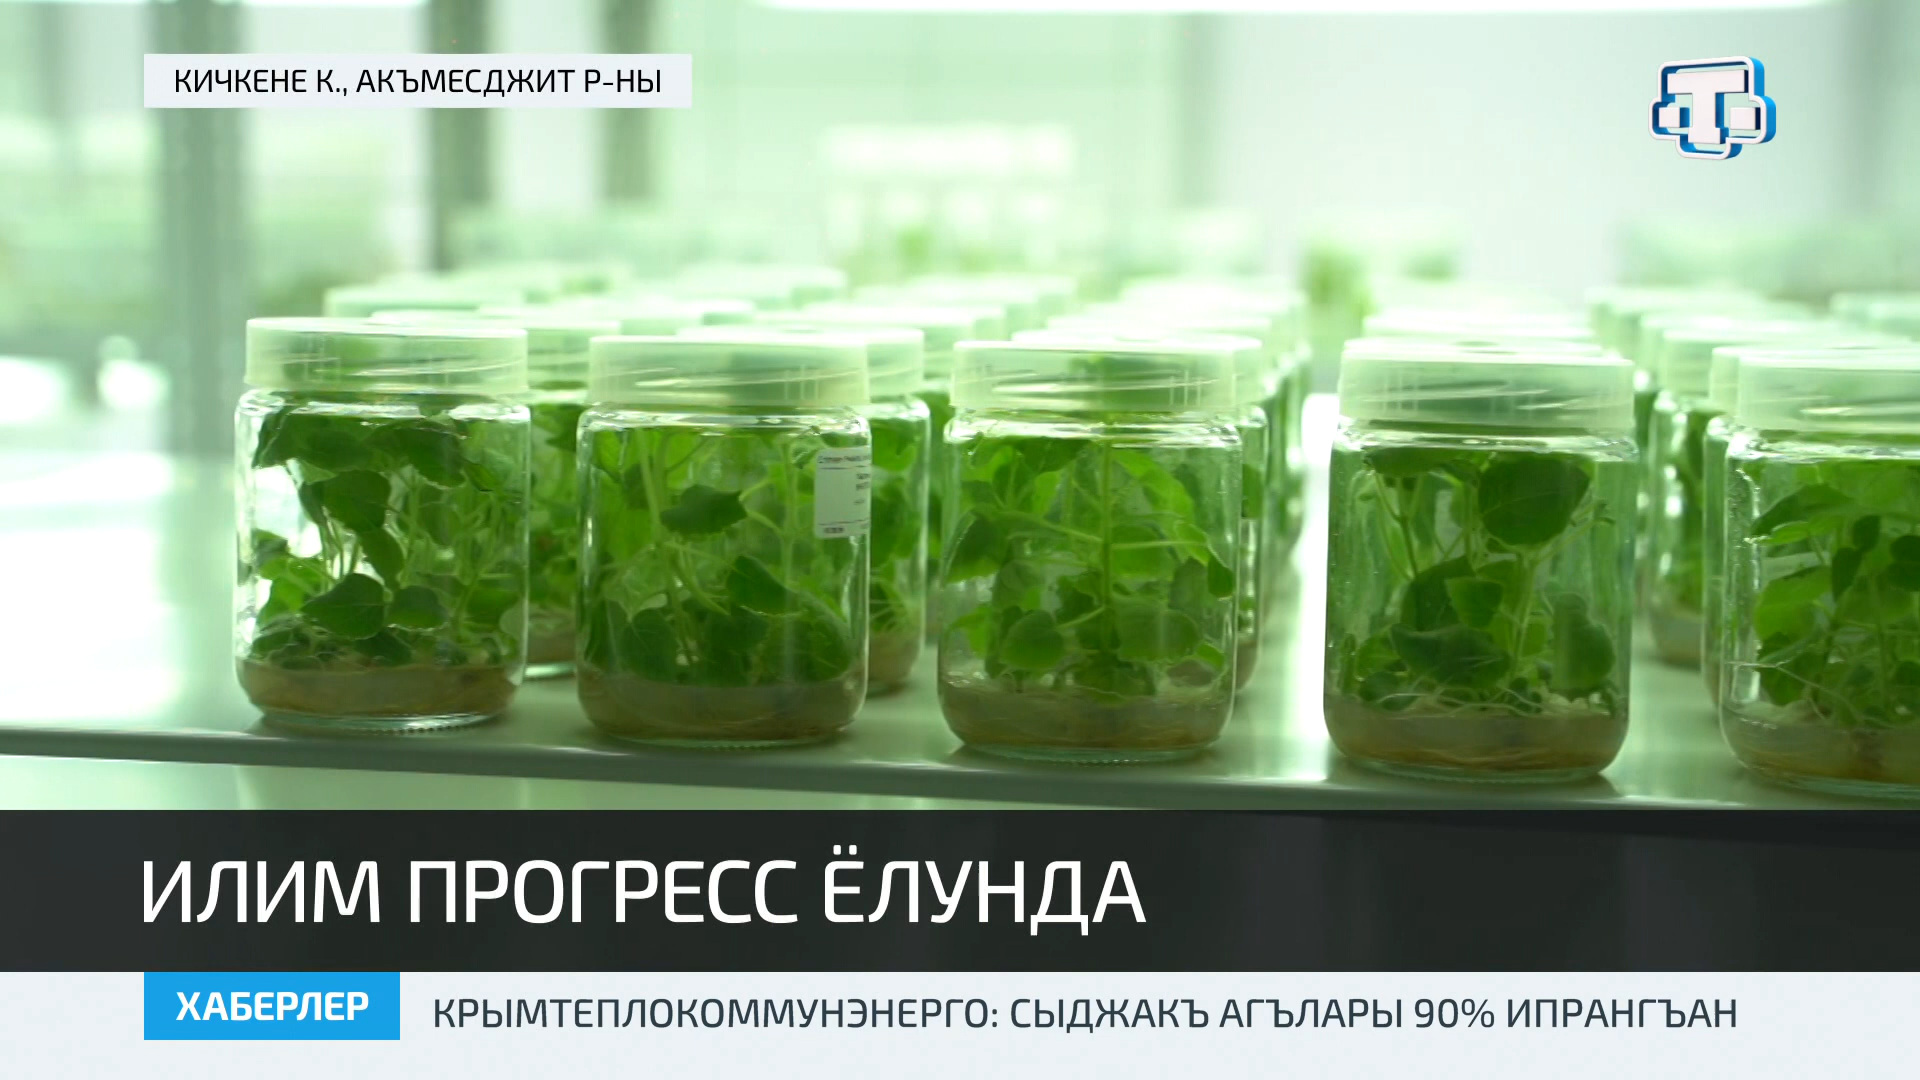 КИЧКЕНЕ К., АКЪМЕСДЖИТ Р-НЫ
Т
ИЛИМ ПРОГРЕСС ЁЛУНДА
ХАБЕРЛЕР
КРЫМТЕПЛОКОММУНЭНЕРГО: СЫДЖАКЪ АГЪЛАРЫ 90% ИПРАНГЪАН